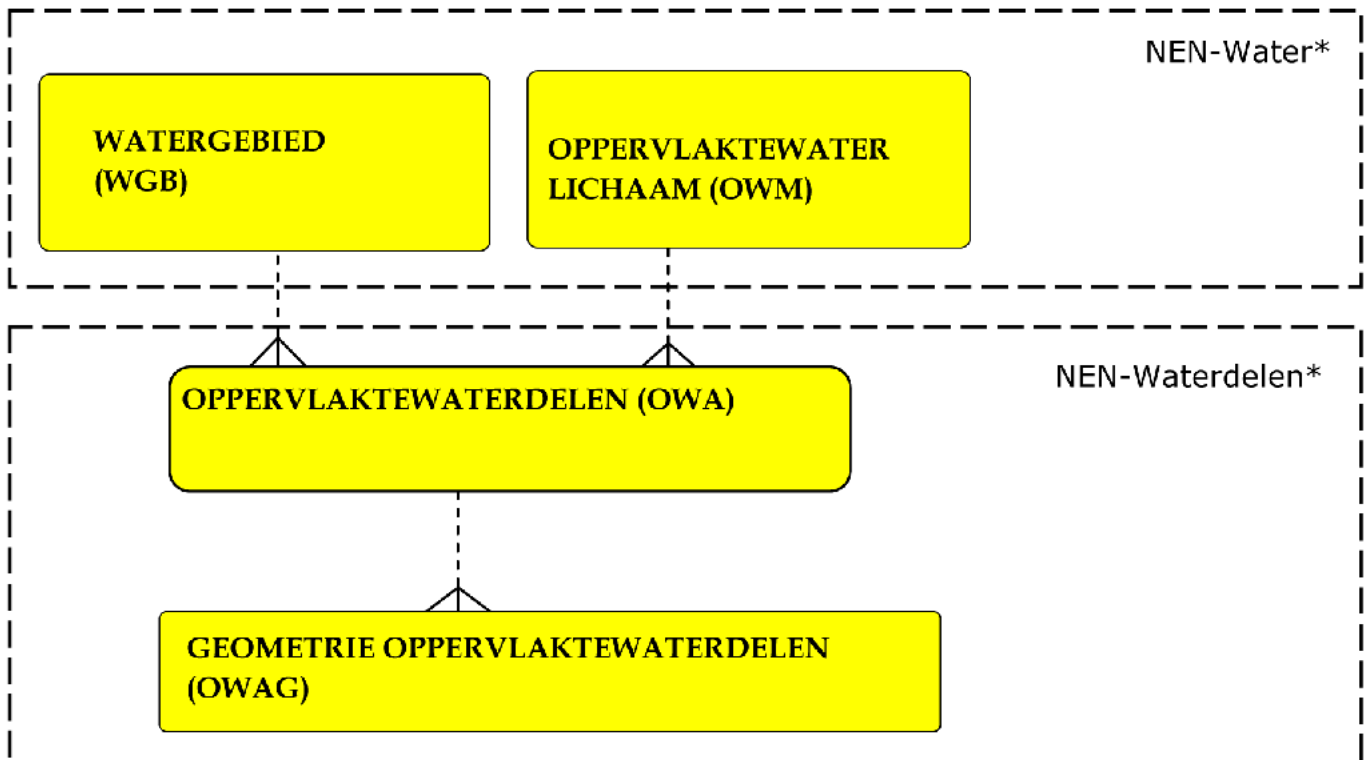 NEN-Water*
WATERGEBIED
(WGB)
OPPERVLAKTEWATER
LICHAAM (OWM)
NEN-Waterdelen*
OPPERVLAKTEWATERDELEN (OWA)
GEOMETRIE OPPERVLAKTEWATERDELEN
(OWAG)